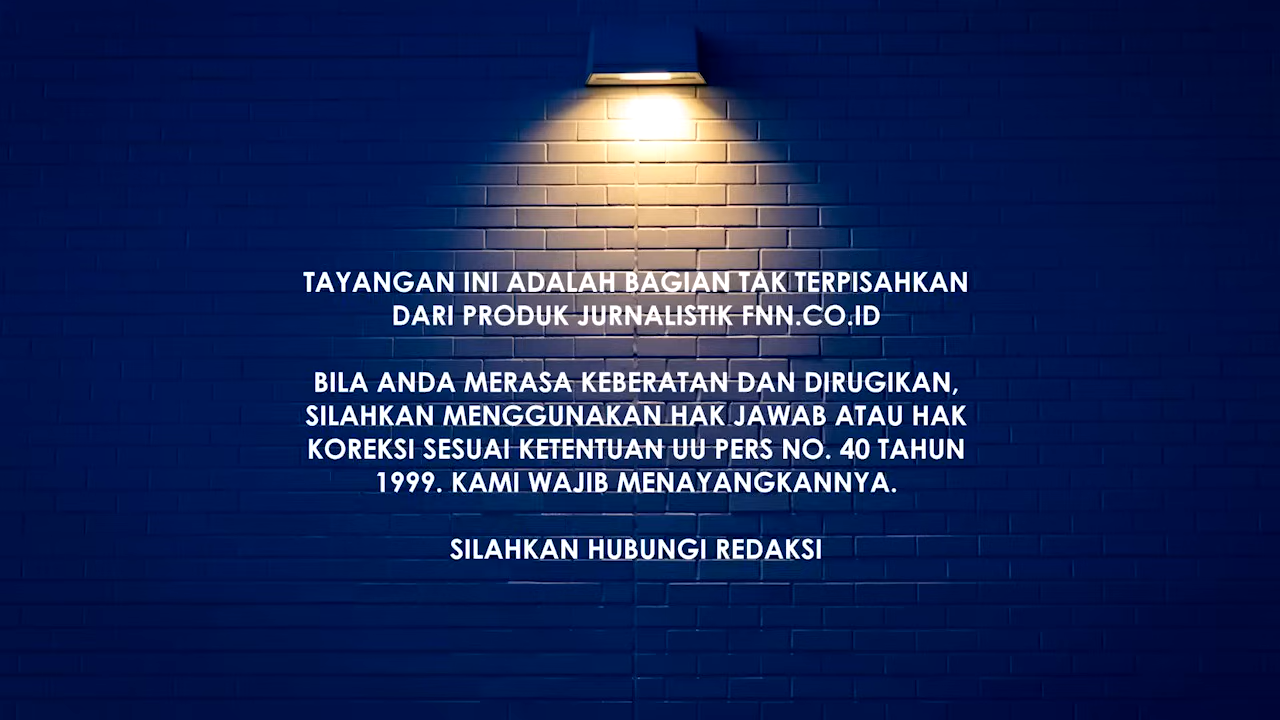 TAYANGAN INI ADALAH BAGIAN TAK TERPISAHKAN
DARI PRODUK JURNALISTIK FNN.CO.ID
BILA ANDA MERASA KEBERATAN DAN DIRUGIKAN,
SILAHKAN MENGGUNAKAN HAK JAWAB ATAU HAK
KOREKSI SESUAI KETENTUAN UU PERS NO. 40 TAHUN
1999. KAMI WAJIB MENAYANGKANNYA.
SILAHKAN HUBUNGI REDAKSI